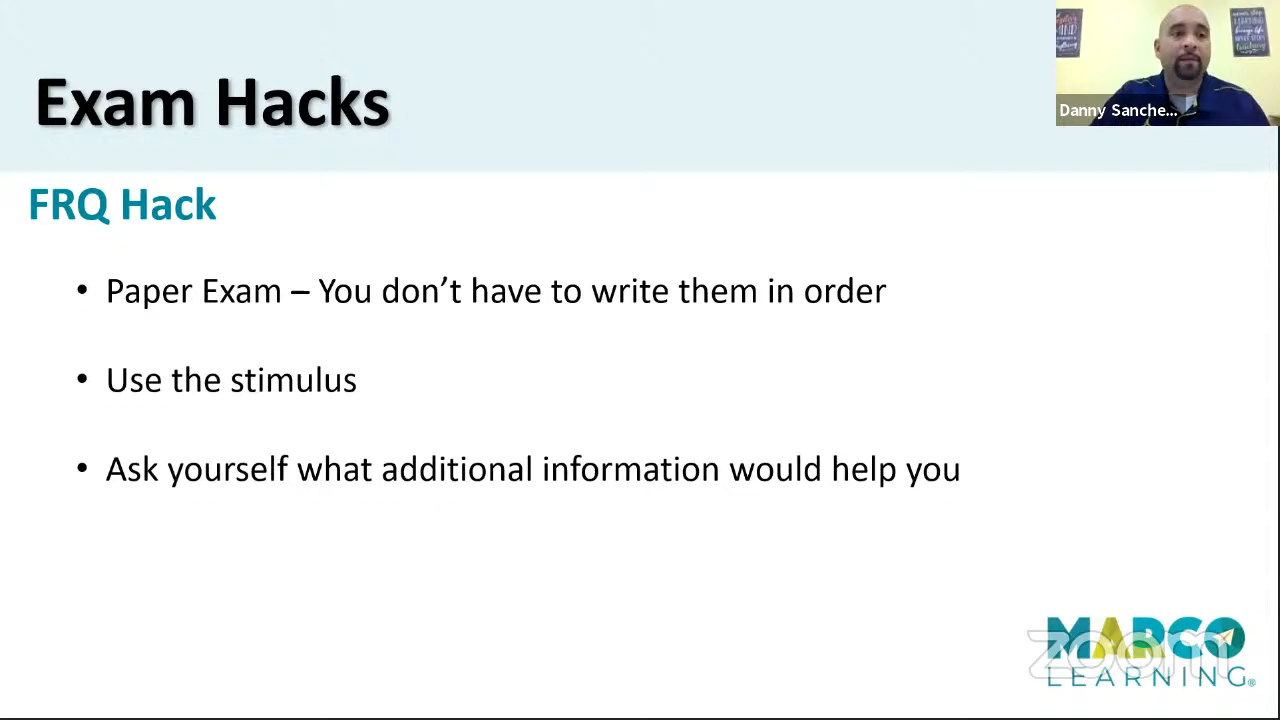 Exam Hacks
Danny Sanche...
FRQ Hack
• Paper Exam – You don't have to write them in order
• Use the stimulus
• Ask yourself what additional information would help you
MARCO
zoom
LEARNING®